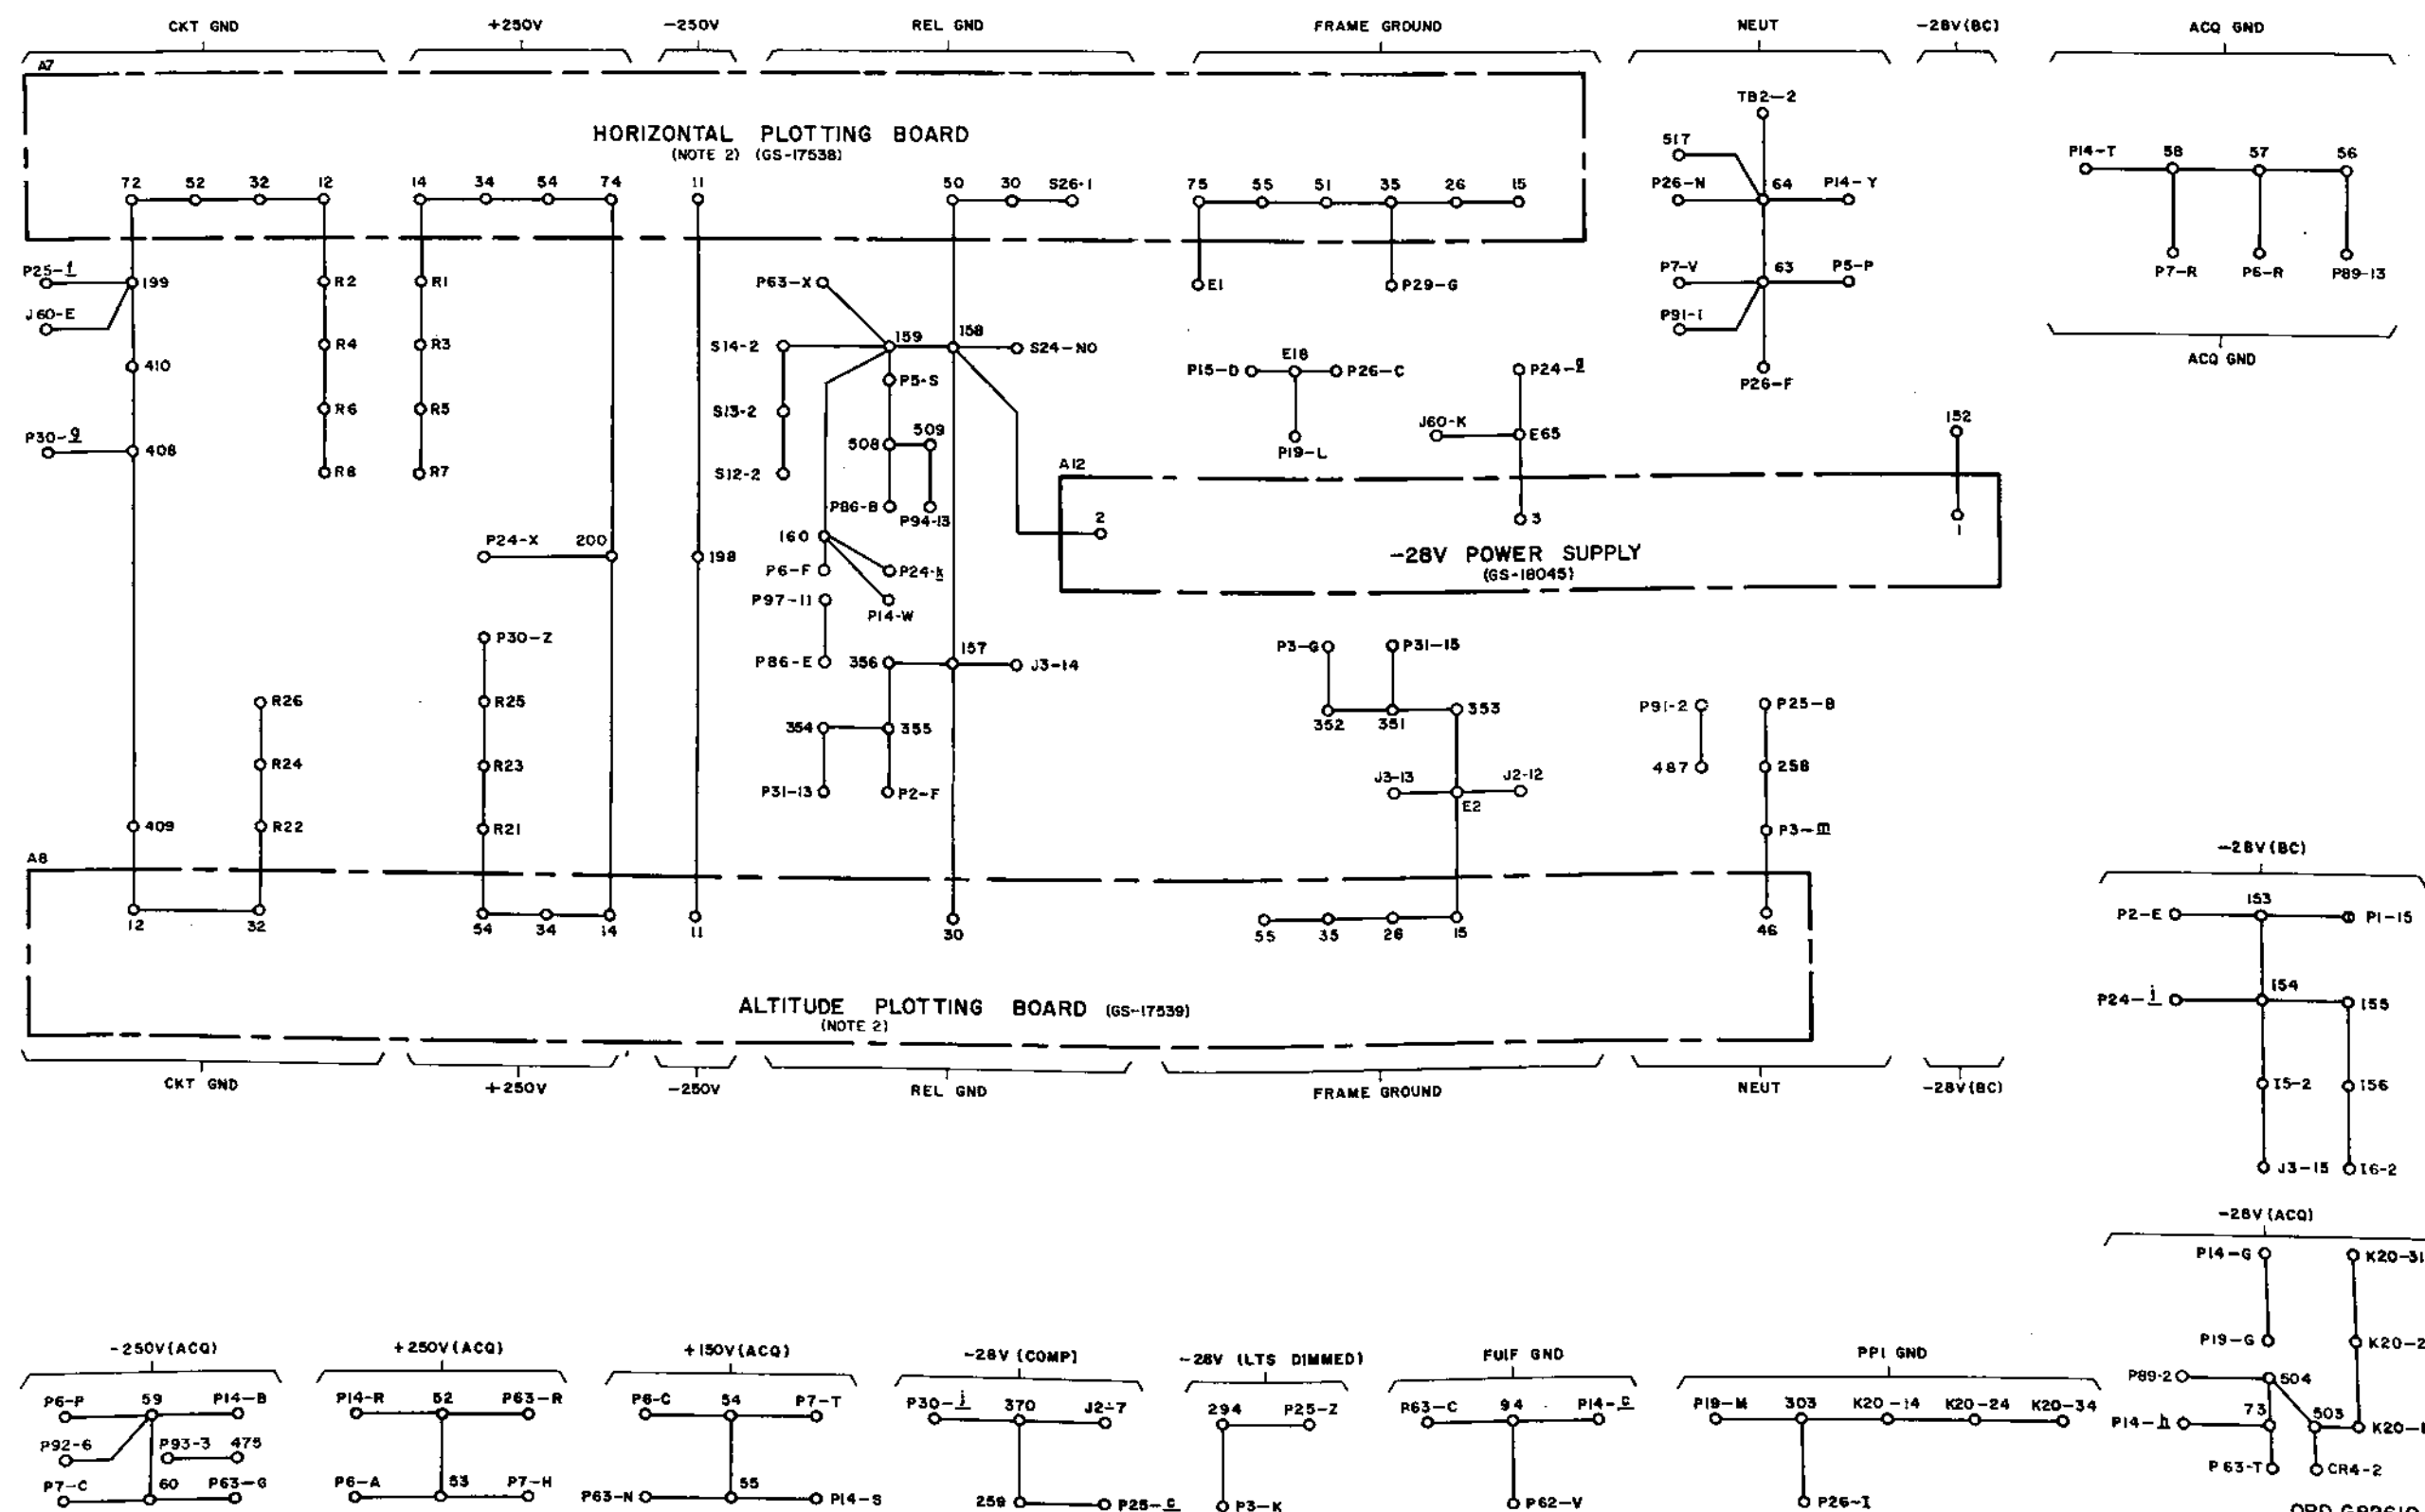 CKT GND +250V -250V REL GND FRAME GROUND NEUT -28V(BC) ACQ GND
A7
TB2-2
HORIZONTAL PLOTTING BOARD
(NOTE 2) (GS-17538)
517
P14-T 58 57 56
72 52 32 12 14 34 54 74 11 50 30 S26-1 75 55 51 35 26 15
P26-N 64 P14-Y
P25-f 199 R2 R1 P63-X E1 P29-G
P7-V 63 P5-P
P7-R P6-R P89-13
J60-E
P91-1
410 R4 R3 S14-2 159 158 S24-NO
ACQ GND
P15-D E18 P26-C P24-g
P5-S
P26-F
P30-g 408 R6 R5 S13-2 508 509
J60-K E65 152
P19-L
R8 R7 S12-2
A12
P86-B P94-13
2 3 1
P24-X 200 198 160
-28V POWER SUPPLY
(GS-18045)
P6-F P24-k
P97-11 P14-W
P30-Z
P86-E 356 157 J3-14
P3-G P31-15
R26 R25
352 351 353
P91-2 P25-B
354 355
R24 R23
487 258
P31-13 P2-F
J3-13 J2-12
E2
409 R22 R21
P3-m
A8
-28V(BC)
12 32 54 34 14 11 30 55 35 26 15 46
P2-E 153 P1-15
ALTITUDE PLOTTING BOARD (GS-17539)
(NOTE 2)
P24-j 154 155
CKT GND +250V -250V REL GND FRAME GROUND NEUT -28V(BC)
I5-2 156
J3-15 I6-2
-28V(ACQ)
P14-G K20-31
P19-G
P89-2 504
P14-h 73 503
P63-T CR4-2
-250V(ACQ) +250V(ACQ) +150V(ACQ) -28V (COMP) -28V (LTS DIMMED) FUIF GND PPI GND
P6-P 59 P14-B P14-R 52 P63-R P6-C 54 P7-T P30-j 370 J2-7 294 P25-Z R63-C 94 P14-c P19-M 303 K20-14 K20-24 K20-34
P92-6 P93-3 475
P7-C 60 P63-G P6-A 53 P7-H P63-N 55 P14-S 259 P25-c P3-K P62-V P26-I